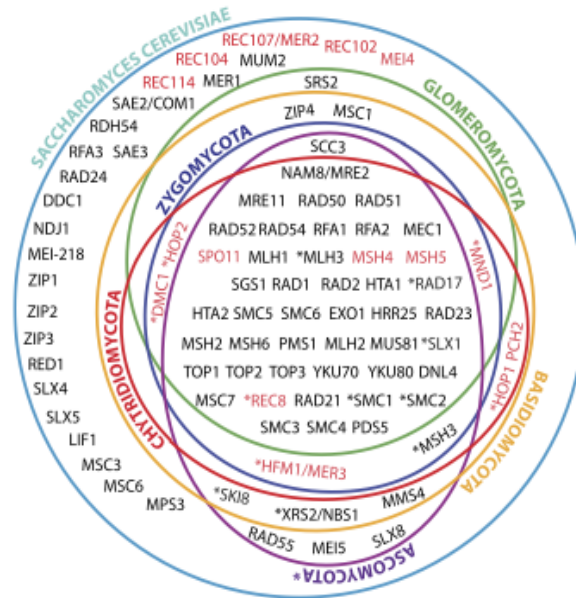 SACCHAROMYCES CEREVISIAE
REC107/MER2
REC102
REC104 MUM2
MEI4
REC114 MER1
SRS2
SAE2/COM1
GLOMEROMYCOTA
ZIP4 MSC1
RDH54
ZYGOMYCOTA
RFA3 SAE3
SCC3
RAD24
NAM8/MRE2
DDC1
MRE11 RAD50 RAD51
NDJ1
*HOP2
RAD52 RAD54 RFA1 RFA2 MEC1
MEI-218
SPO11 MLH1 *MLH3 MSH4 MSH5
*MND1
ZIP1
*DMC1
SGS1 RAD1 RAD2 HTA1 *RAD17
ZIP2
HTA2 SMC5 SMC6 EXO1 HRR25 RAD23
ZIP3
MSH2 MSH6 PMS1 MLH2 MUS81 *SLX1
*HOP1 PCH2
RED1
TOP1 TOP2 TOP3 YKU70 YKU80 DNL4
SLX4
CHYTRIDIOMYCOTA
MSC7 *REC8 RAD21 *SMC1 *SMC2
BASIDIOMYCOTA
SLX5
SMC3 SMC4 PDS5
LIF1
*MSH3
MSC3
*HFM1/MER3
MSC6
*SKI8
MMS4
MPS3
*XRS2/NBS1
RAD55 MEI5 SLX8
ASCOMYCOTA*